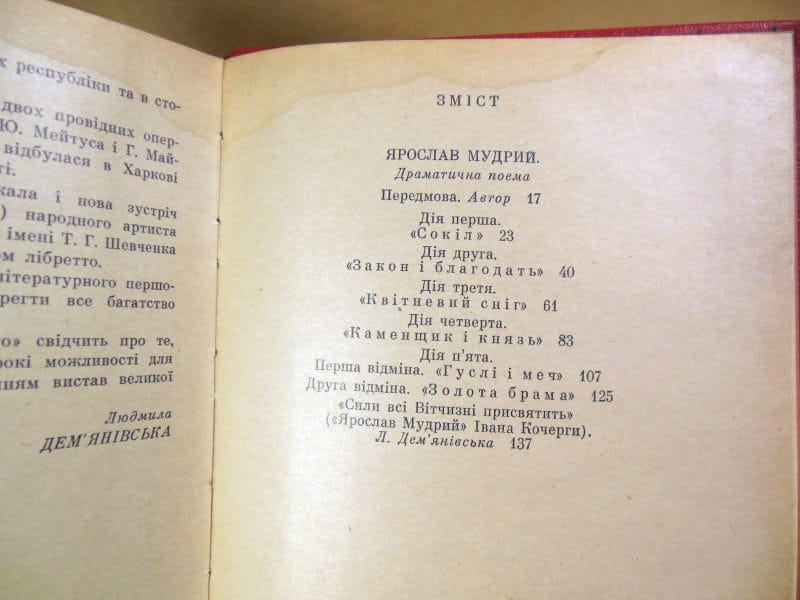 х республіки та в сто-
двох провідних опер-
Ю. Мейтуса і Г. Май-
відбулася в Харкові
ті.
кала і нова зустріч
) народного артиста
імені Т. Г. Шевченка
ом лібретто.
літературного першо-
регти все багатство
о» свідчить про те,
рокі можливості для
нням вистав великої
Людмила
ДЕМ'ЯНІВСЬКА
ЗМІСТ
ЯРОСЛАВ МУДРИЙ.
Драматична поема
Передмова. Автор 17
Дія перша.
«Сокіл» 23
Дія друга.
«Закон і благодать» 40
Дія третя.
«Квітневий сніг» 61
Дія четверта.
«Каменщик і князь» 83
Дія п'ята.
Перша відміна. «Гуслі і меч» 107
Друга відміна. «Золота брама» 125
«Сили всі Вітчизні присвятить»
(«Ярослав Мудрий» Івана Кочерги).
Л. Дем'янівська 137